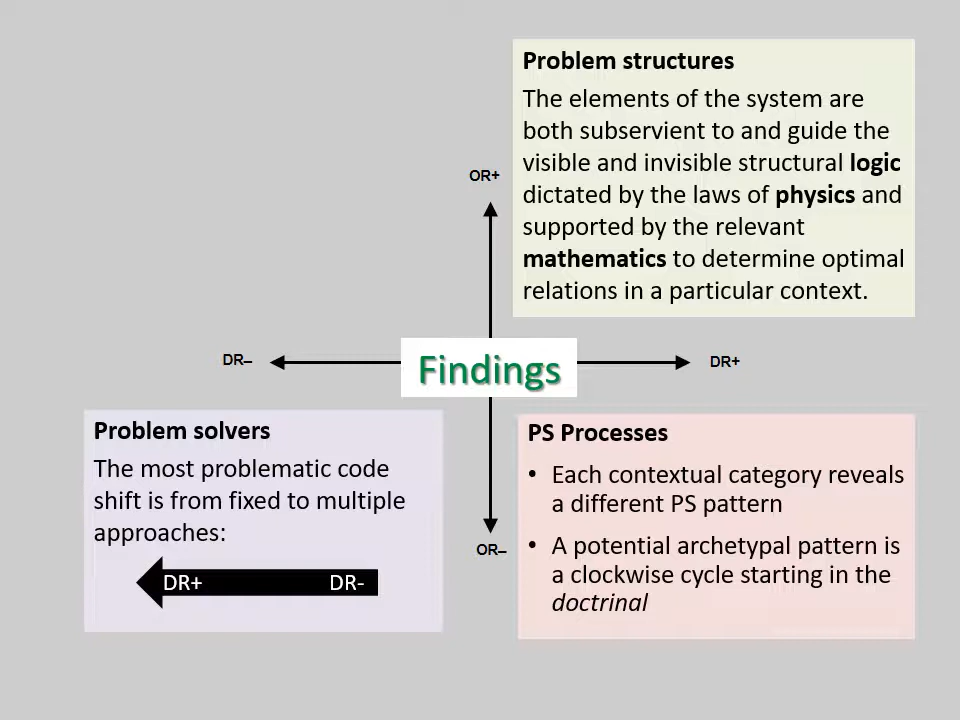 Problem structures
The elements of the system are
both subservient to and guide the
visible and invisible structural logic
dictated by the laws of physics and
supported by the relevant
mathematics to determine optimal
relations in a particular context.
OR+
DR–
Findings
DR+
Problem solvers
The most problematic code
shift is from fixed to multiple
approaches:
DR+ DR-
OR–
PS Processes
• Each contextual category reveals
a different PS pattern
• A potential archetypal pattern is
a clockwise cycle starting in the
doctrinal